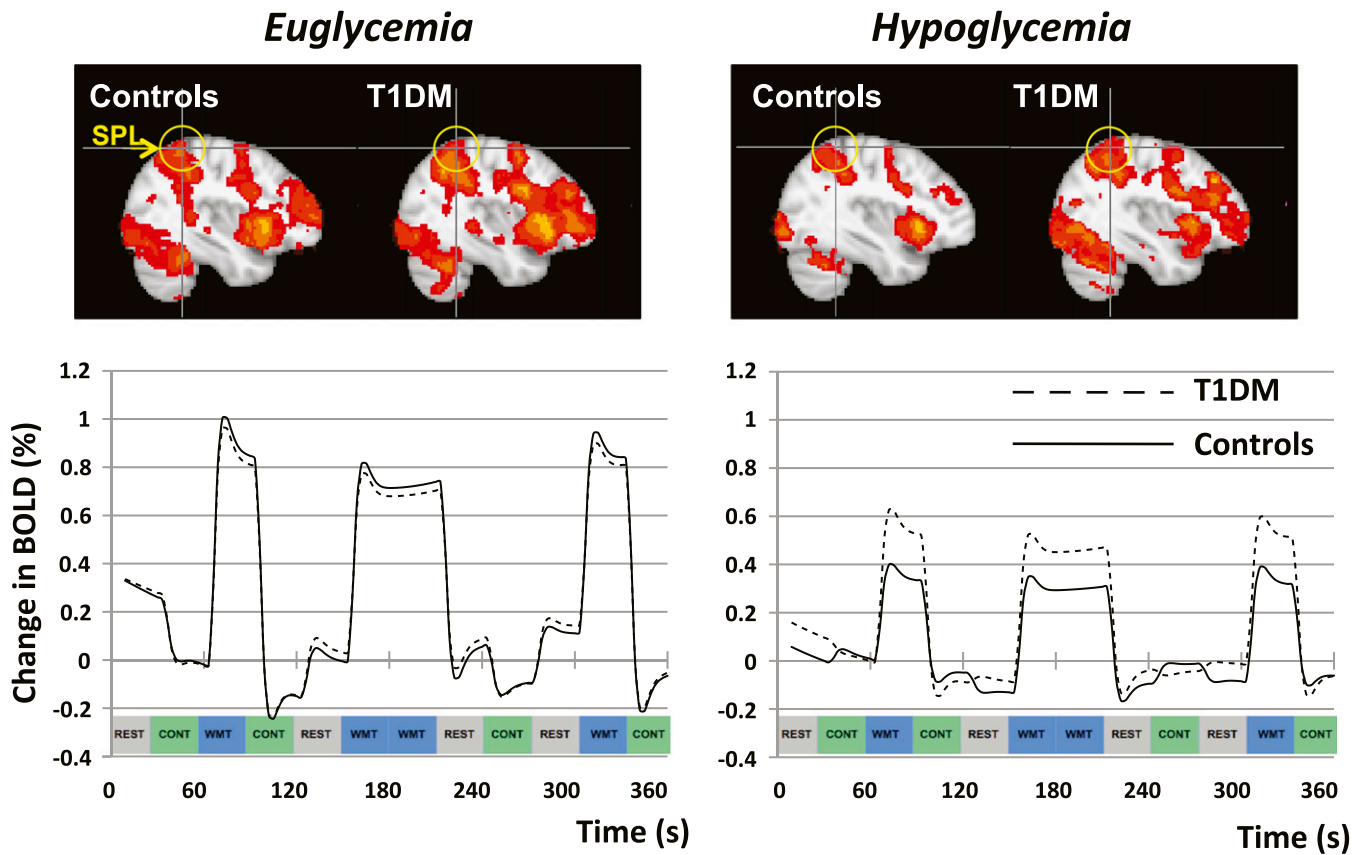 Euglycemia
Hypoglycemia
Controls
T1DM
SPL
Controls
T1DM
1.2
1
0.8
0.6
0.4
0.2
0
-0.2
-0.4
Change in BOLD (%)
REST CONT WMT CONT REST WMT WMT REST CONT REST WMT CONT
0 60 120 180 240 300 360
Time (s)
1.2
1
0.8
0.6
0.4
0.2
0
-0.2
-0.4
T1DM
Controls
REST CONT WMT CONT REST WMT WMT REST CONT REST WMT CONT
0 60 120 180 240 300 360
Time (s)